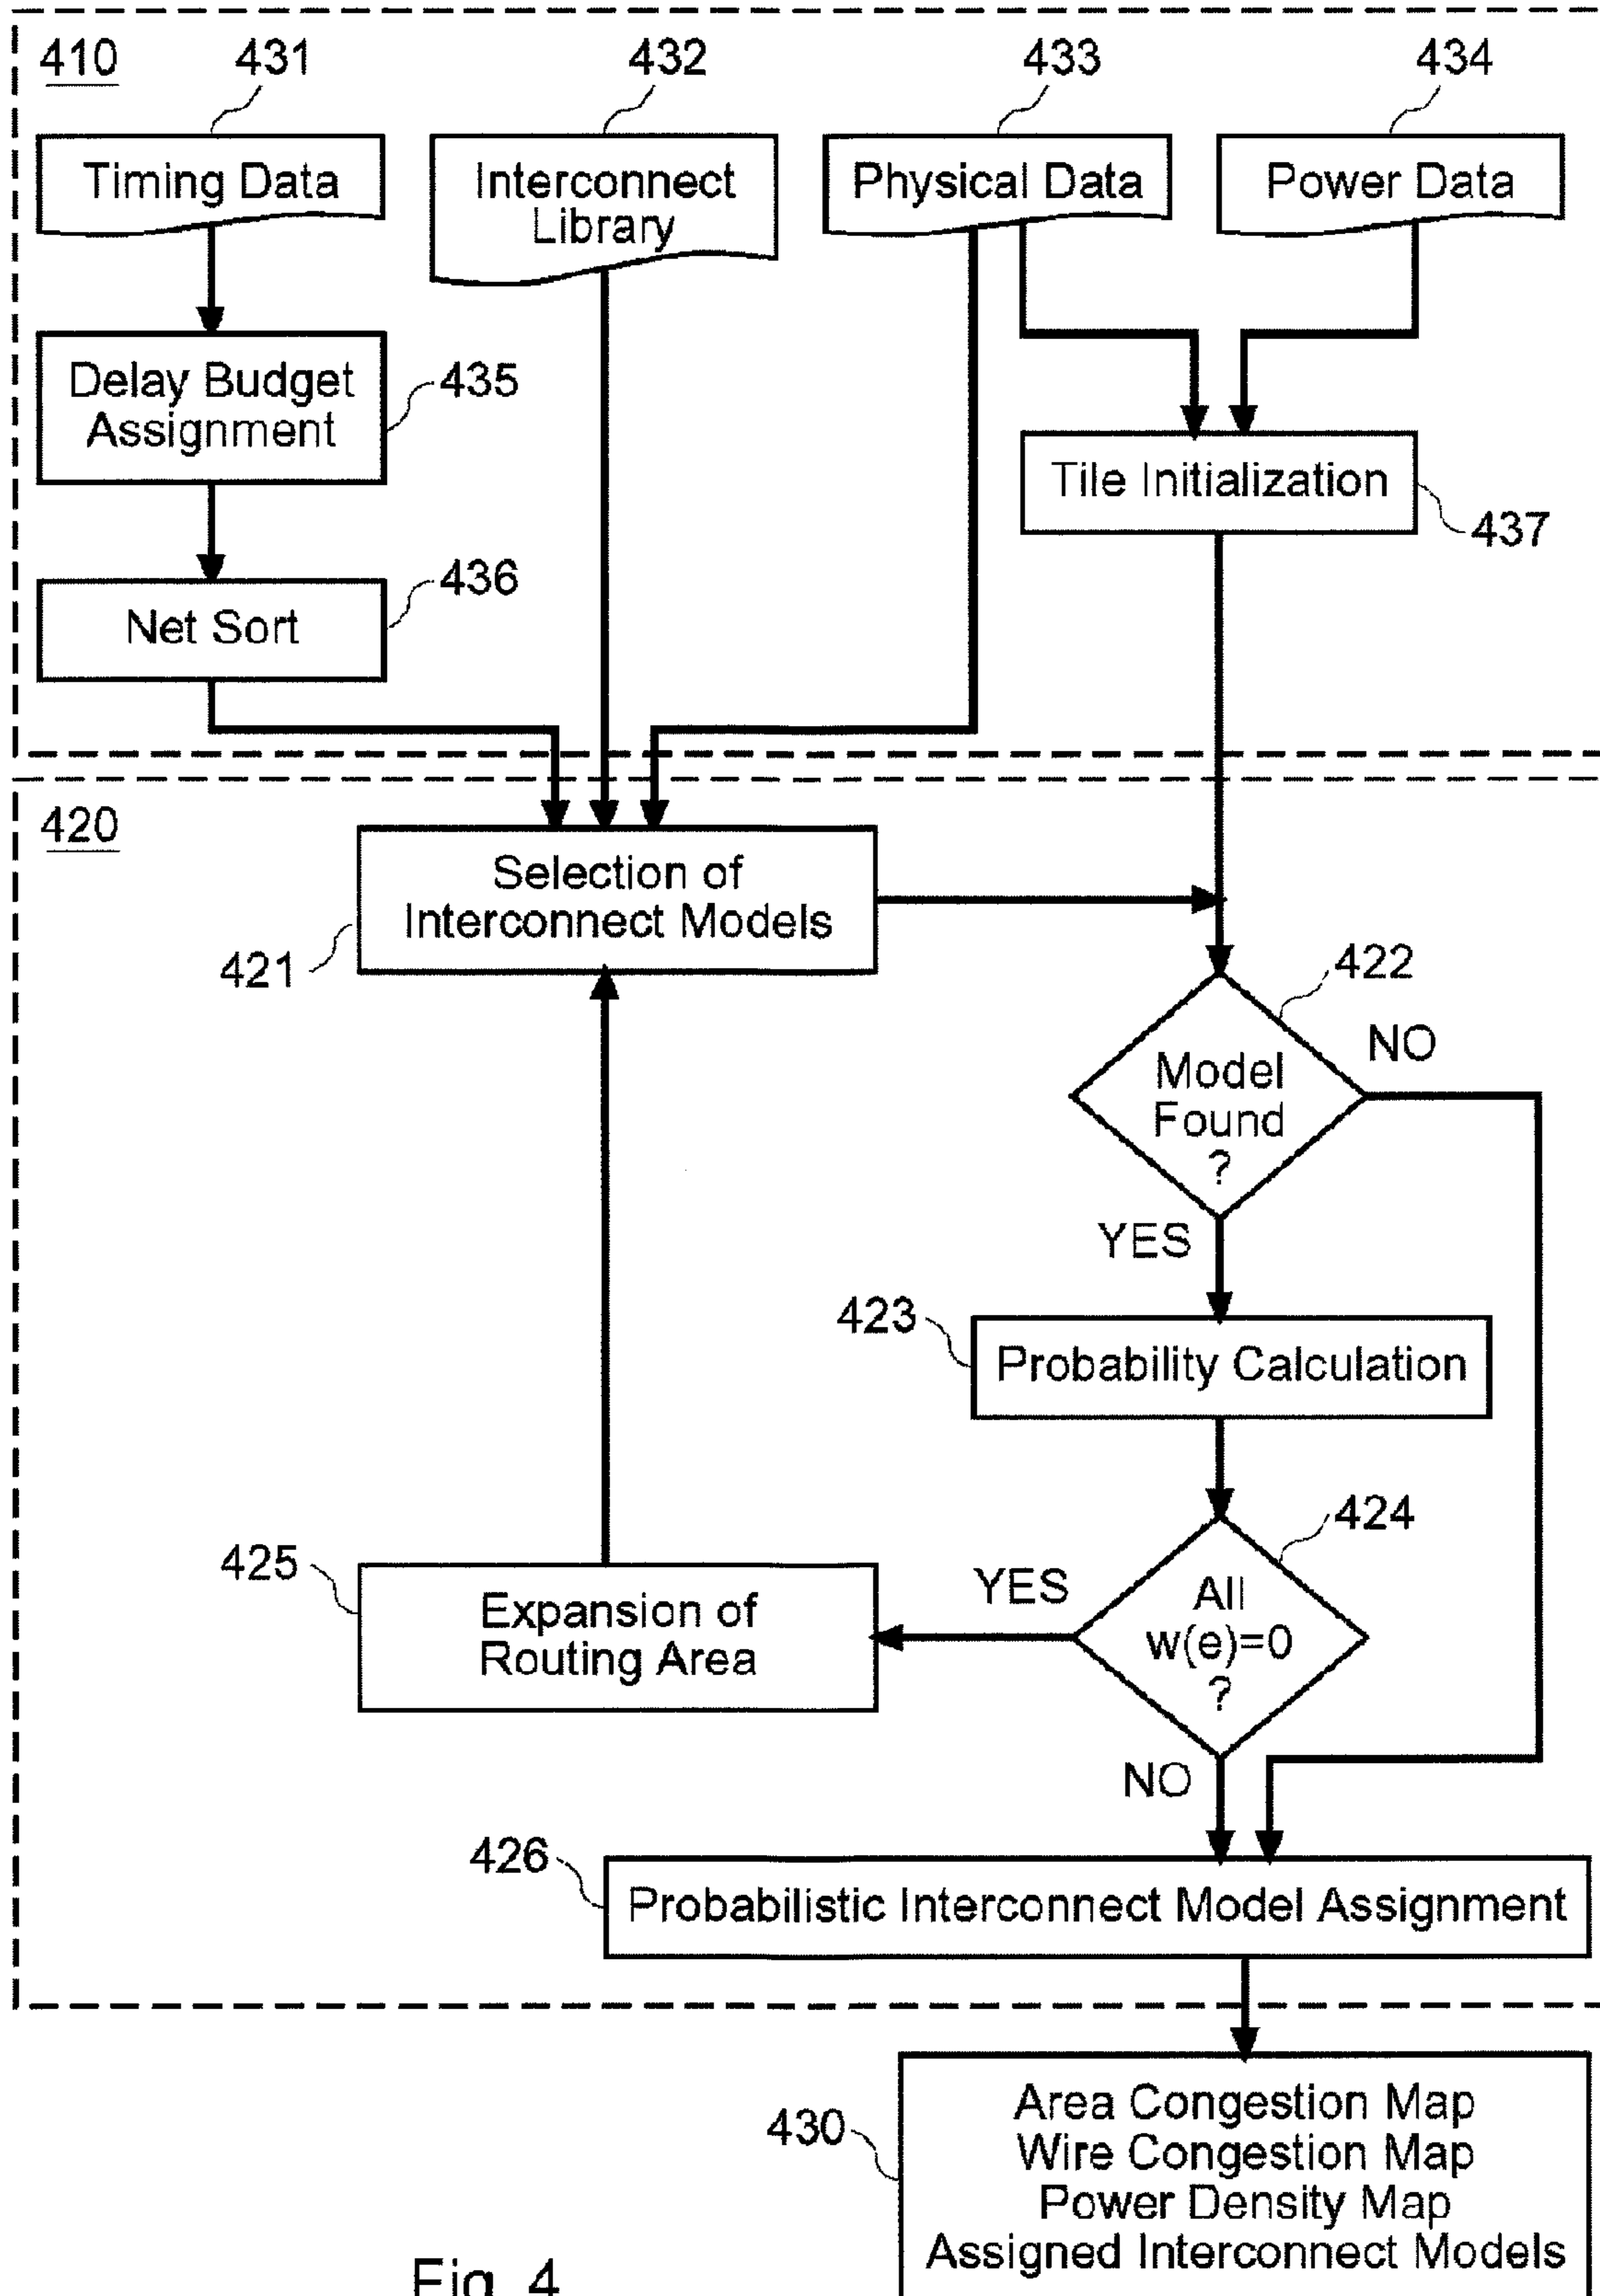 410
431
432
433
434
Timing Data
Interconnect
Library
Physical Data
Power Data
Delay Budget
Assignment
435
Tile Initialization
437
Net Sort
436
420
Selection of
Interconnect Models
421
422
Model
Found
?
NO
YES
423
Probability Calculation
424
All
w(e)=0
?
YES
NO
425
Expansion of
Routing Area
426
Probabilistic Interconnect Model Assignment
430
Area Congestion Map
Wire Congestion Map
Power Density Map
Assigned Interconnect Models
Fig. 4